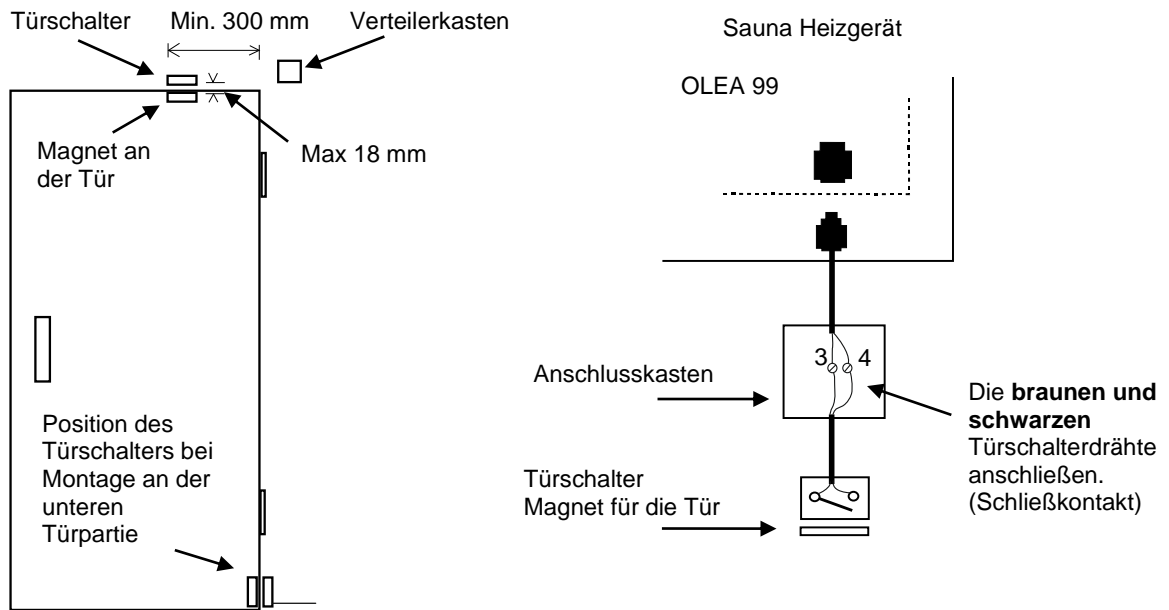 Türschalter
Min. 300 mm
Verteilerkasten
Magnet an
der Tür
Max 18 mm
Position des
Türschalters bei
Montage an der
unteren
Türpartie
Sauna Heizgerät
OLEA 99
3
4
Anschlusskasten
Die braunen und
schwarzen
Türschalterdrähte
anschließen.
(Schließkontakt)
Türschalter
Magnet für die Tür